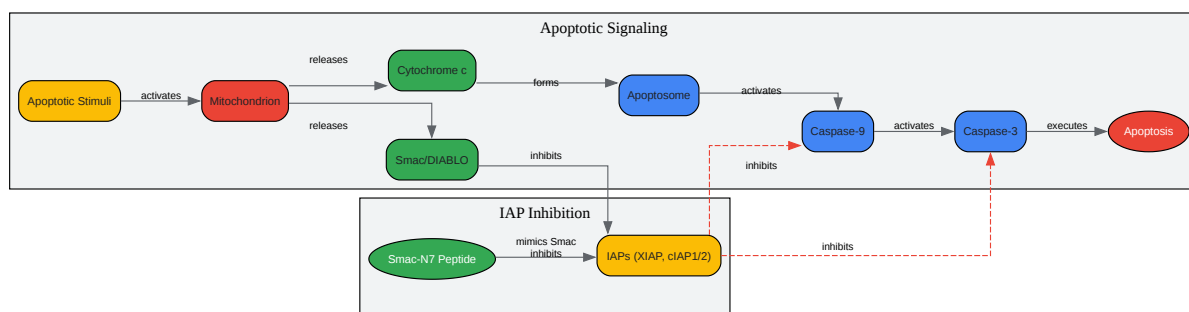 Apoptotic Signaling
releases
Cytochrome c
forms
Apoptosome
activates
Apoptotic Stimuli
activates
Mitochondrion
releases
Smac/DIABLO
inhibits
Caspase-9
activates
Caspase-3
executes
Apoptosis
inhibits
IAP Inhibition
Smac-N7 Peptide
mimics Smac
inhibits
IAPs (XIAP, cIAP1/2)
inhibits